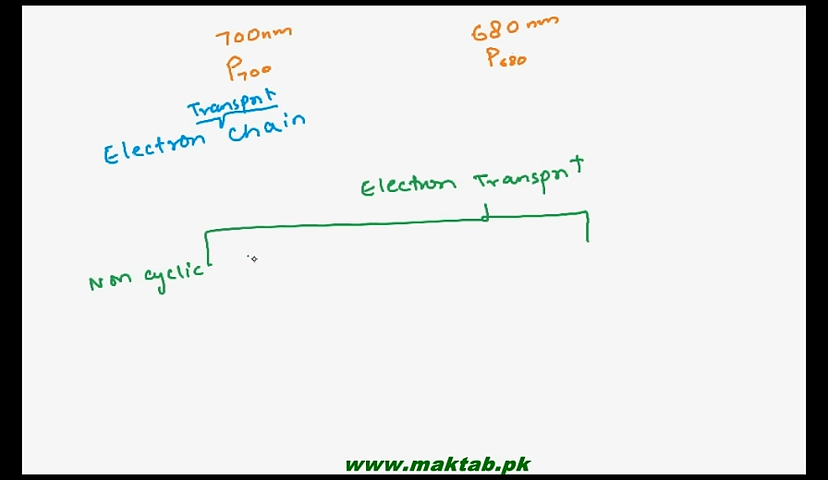 700nm 680nm
P700 P680
Transport
Electron chain
Electron Transport
Non cyclic
www.maktab.pk